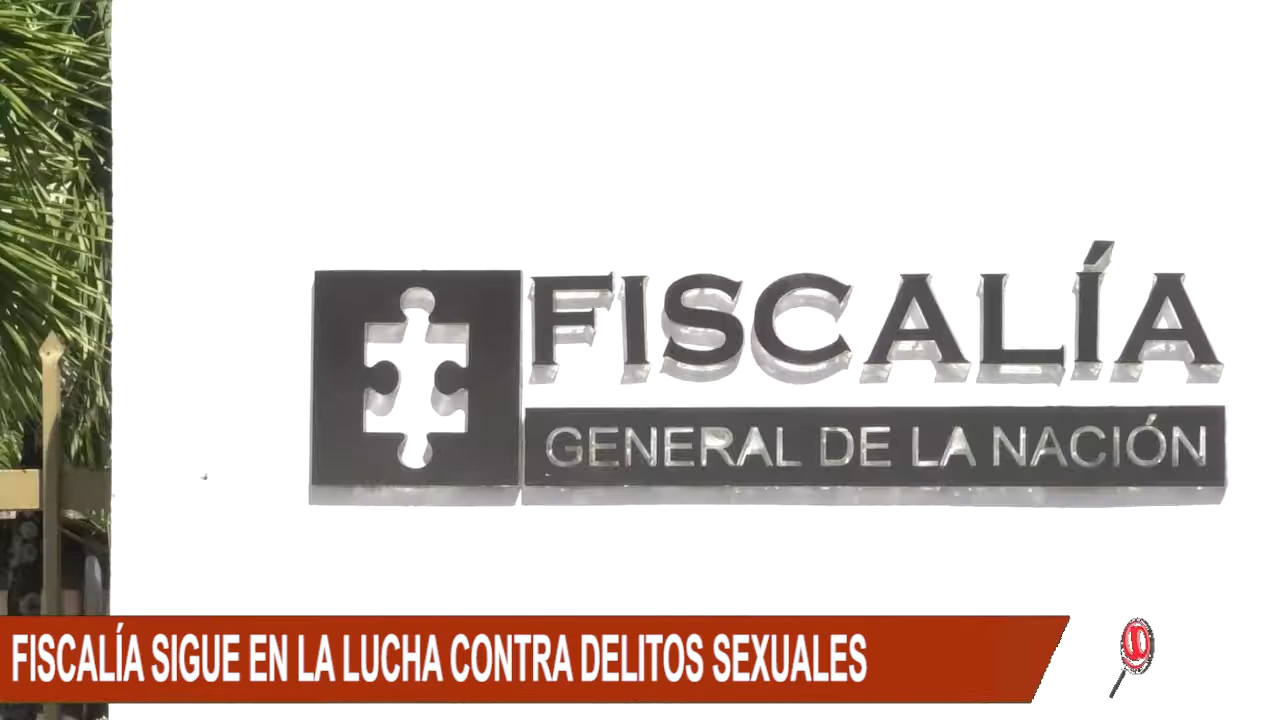 FISCALÍA
GENERAL DE LA NACIÓN
FISCALÍA SIGUE EN LA LUCHA CONTRA DELITOS SEXUALES